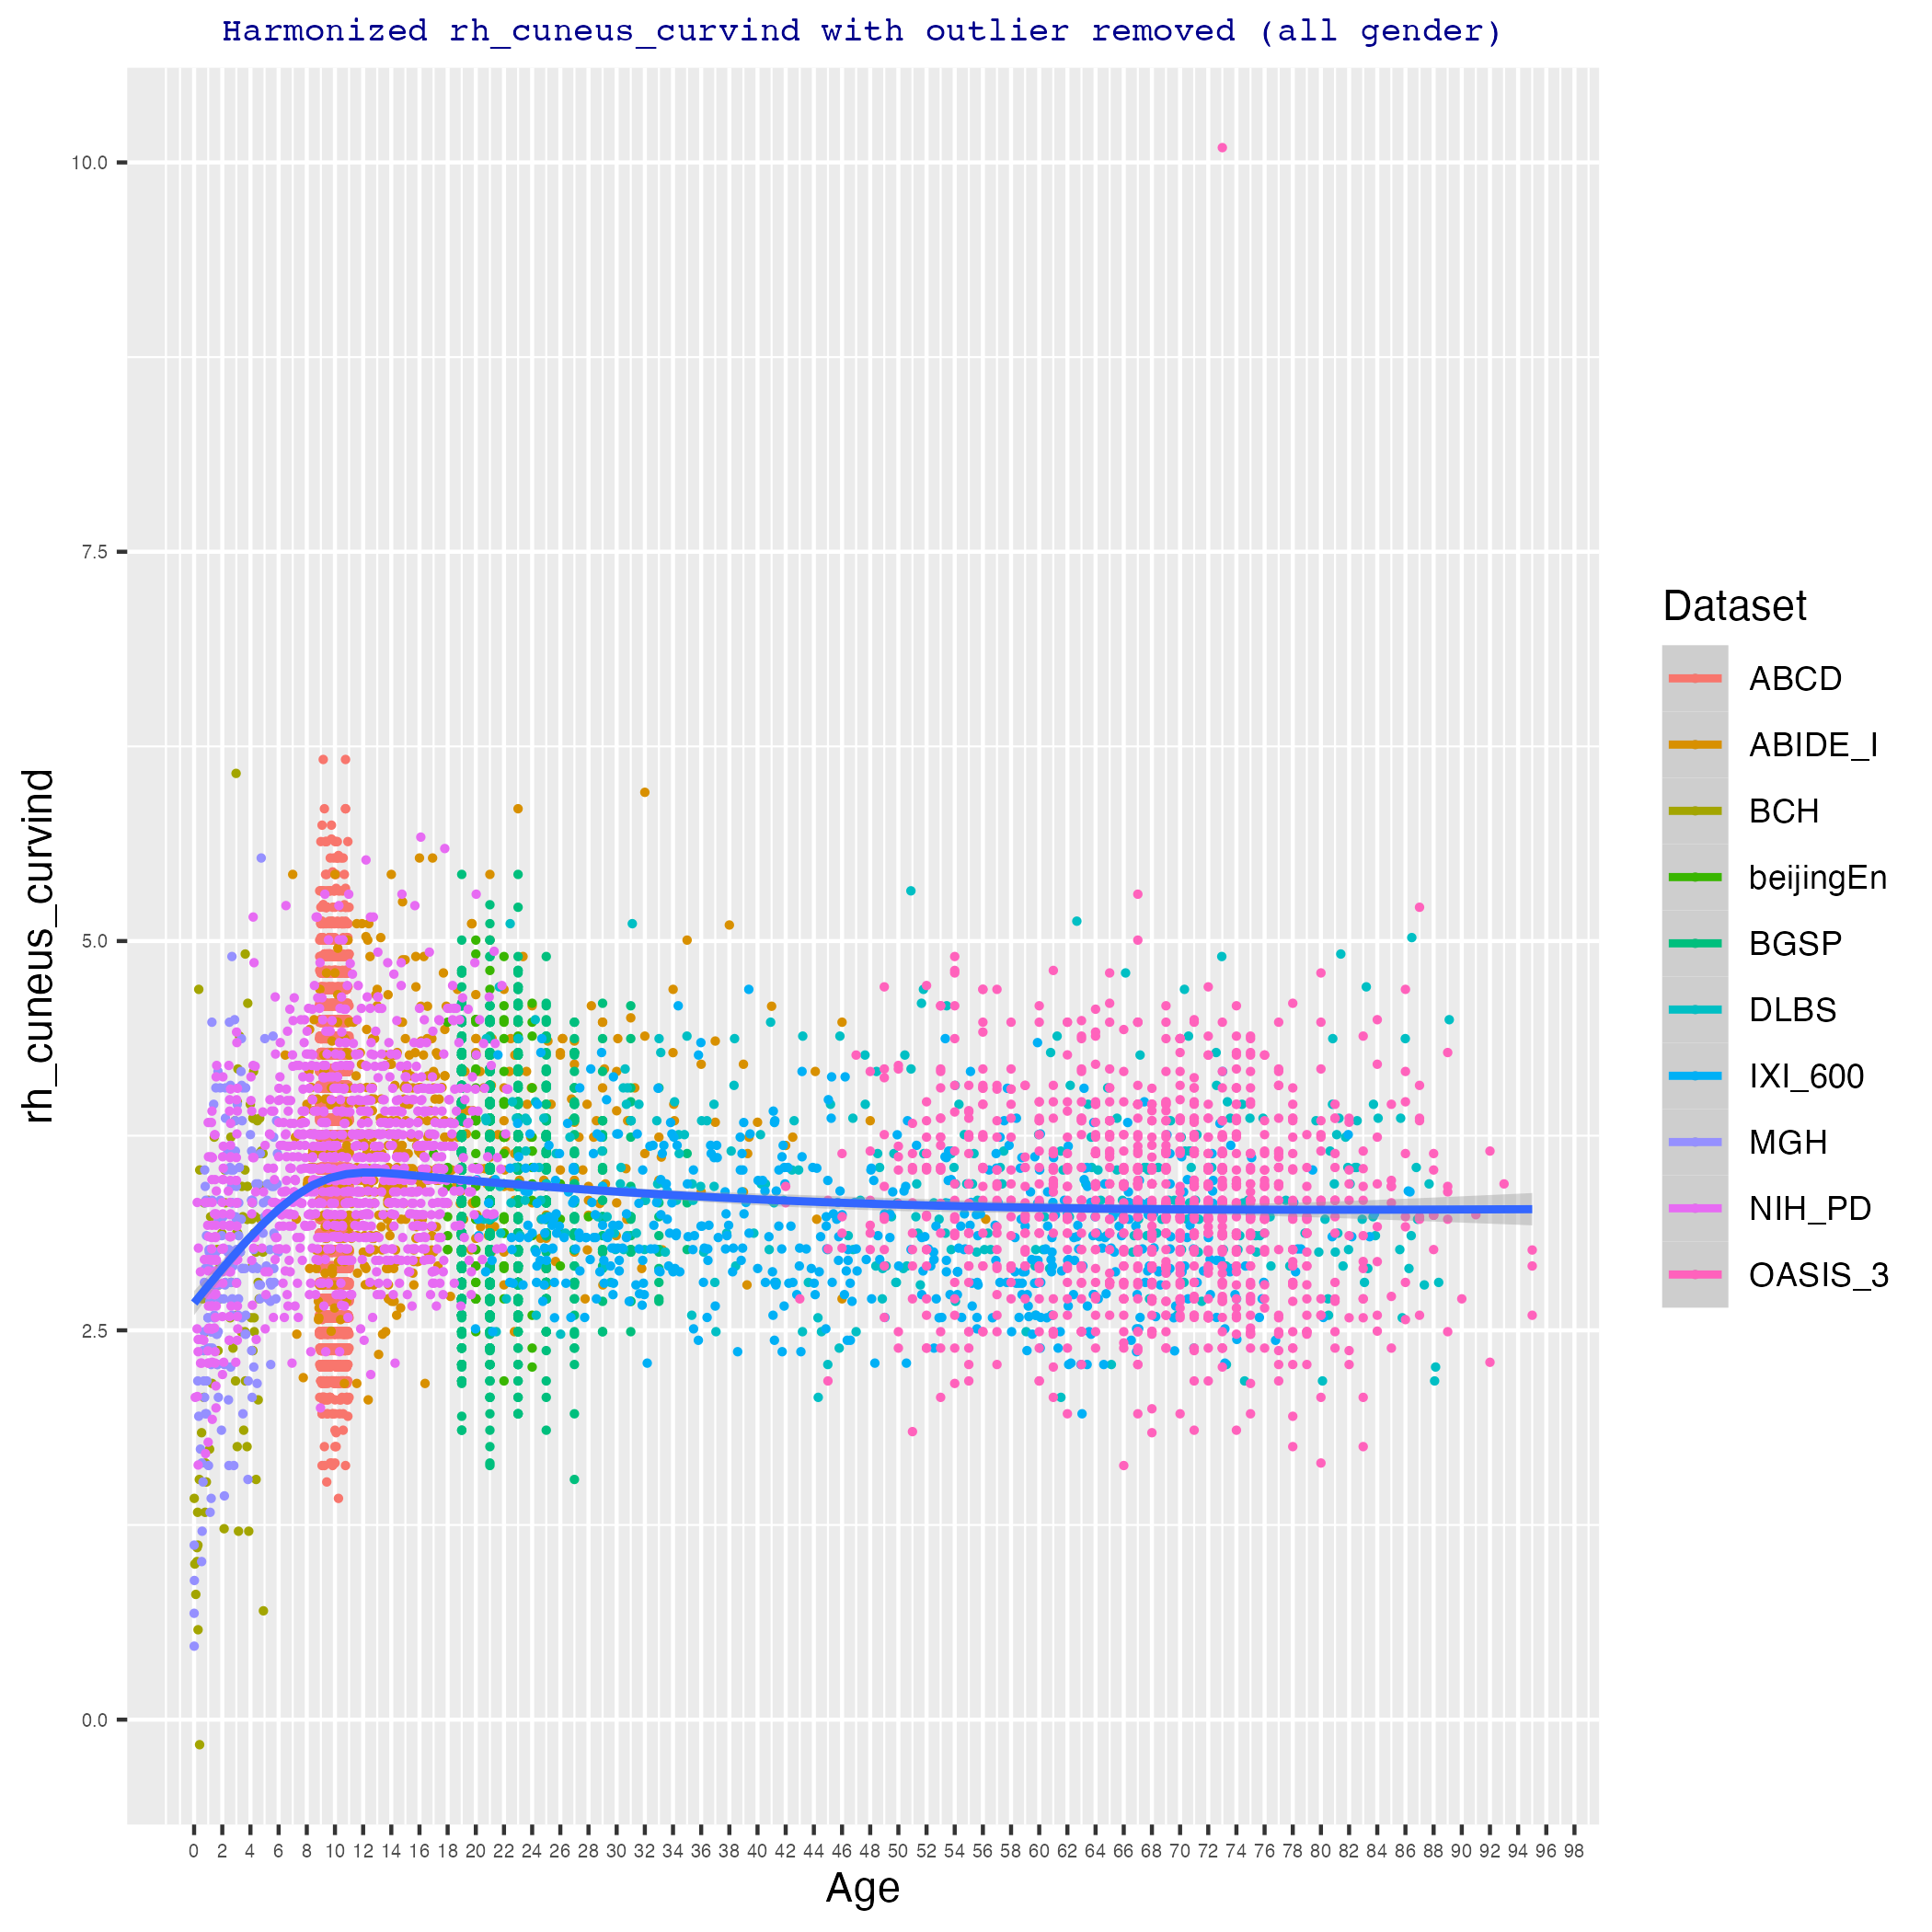 Harmonized rh_cuneus_curvind with outlier removed (all gender)
rh_cuneus_curvind
10.0
7.5
5.0
2.5
0.0
0 2 4 6 8 10 12 14 16 18 20 22 24 26 28 30 32 34 36 38 40 42 44 46 48 50 52 54 56 58 60 62 64 66 68 70 72 74 76 78 80 82 84 86 88 90 92 94 96 98
Age
Dataset
ABCD
ABIDE_I
BCH
beijingEn
BGSP
DLBS
IXI_600
MGH
NIH_PD
OASIS_3